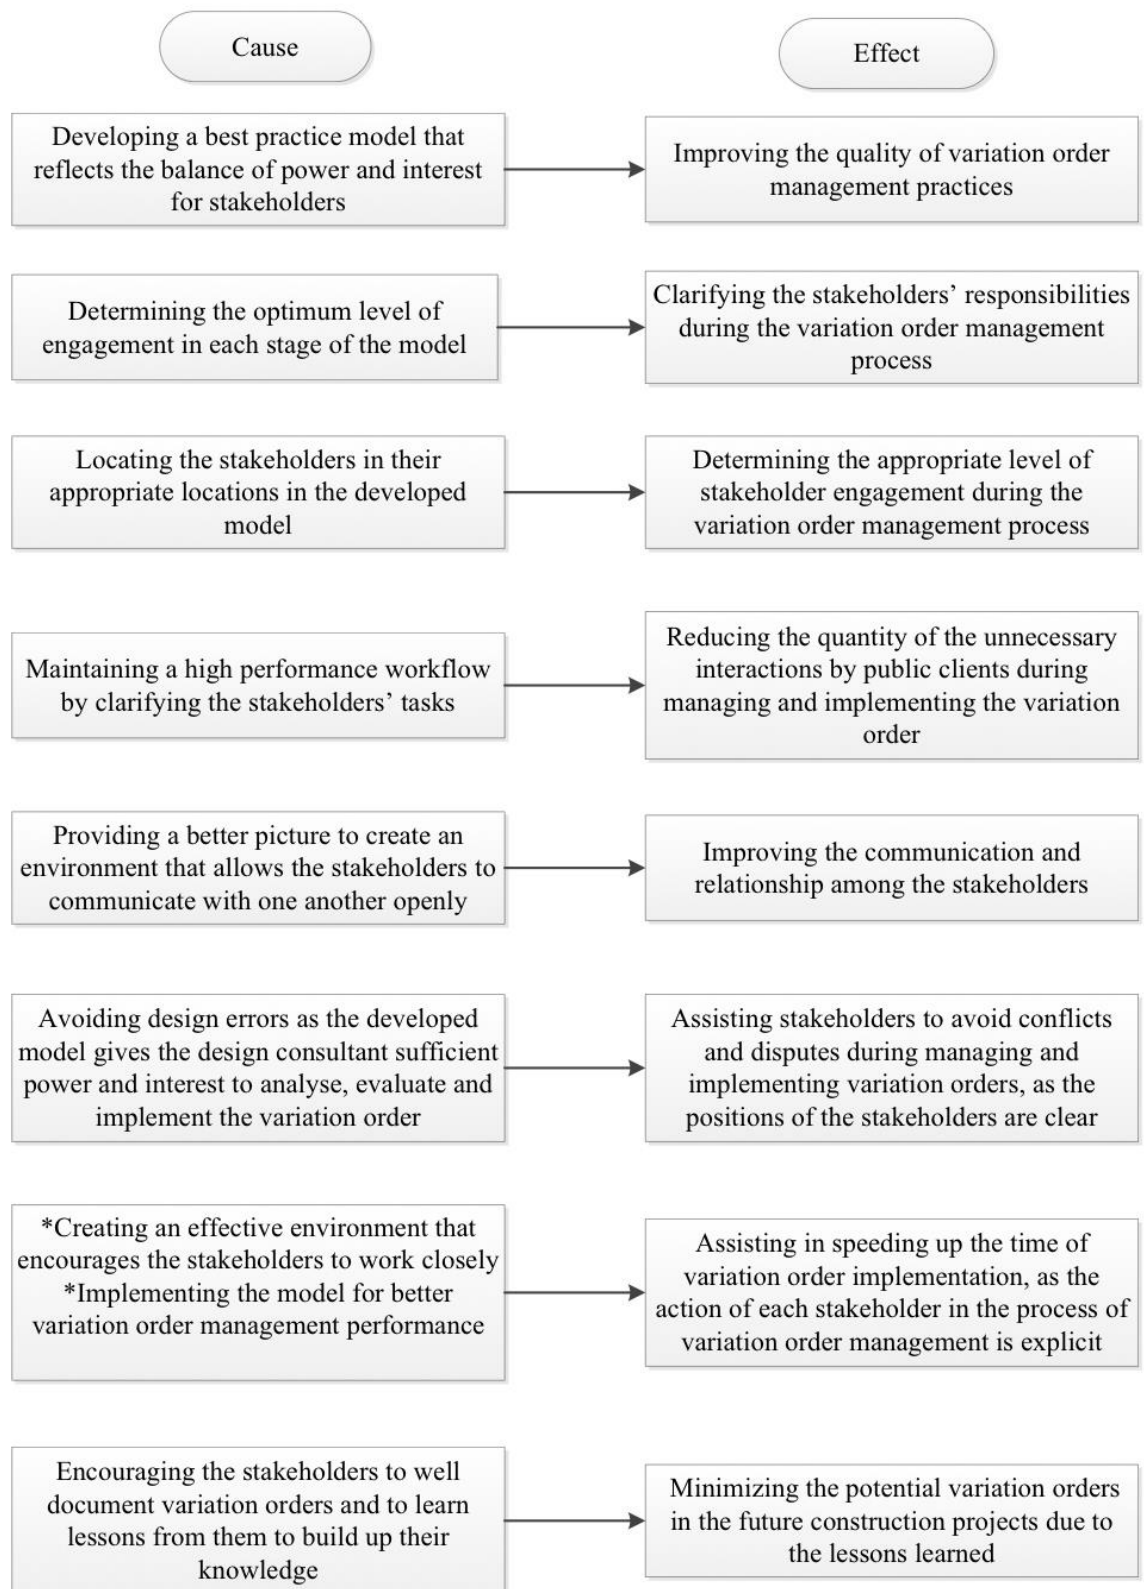 Cause
Effect
Developing a best practice model that
reflects the balance of power and interest
for stakeholders
Improving the quality of variation order
management practices
Determining the optimum level of
engagement in each stage of the model
Clarifying the stakeholders’ responsibilities
during the variation order management
process
Locating the stakeholders in their
appropriate locations in the developed
model
Determining the appropriate level of
stakeholder engagement during the
variation order management process
Maintaining a high performance workflow
by clarifying the stakeholders’ tasks
Reducing the quantity of the unnecessary
interactions by public clients during
managing and implementing the variation
order
Providing a better picture to create an
environment that allows the stakeholders to
communicate with one another openly
Improving the communication and
relationship among the stakeholders
Avoiding design errors as the developed
model gives the design consultant sufficient
power and interest to analyse, evaluate and
implement the variation order
Assisting stakeholders to avoid conflicts
and disputes during managing and
implementing variation orders, as the
positions of the stakeholders are clear
*Creating an effective environment that
encourages the stakeholders to work closely
*Implementing the model for better
variation order management performance
Assisting in speeding up the time of
variation order implementation, as the
action of each stakeholder in the process of
variation order management is explicit
Encouraging the stakeholders to well
document variation orders and to learn
lessons from them to build up their
knowledge
Minimizing the potential variation orders
in the future construction projects due to
the lessons learned